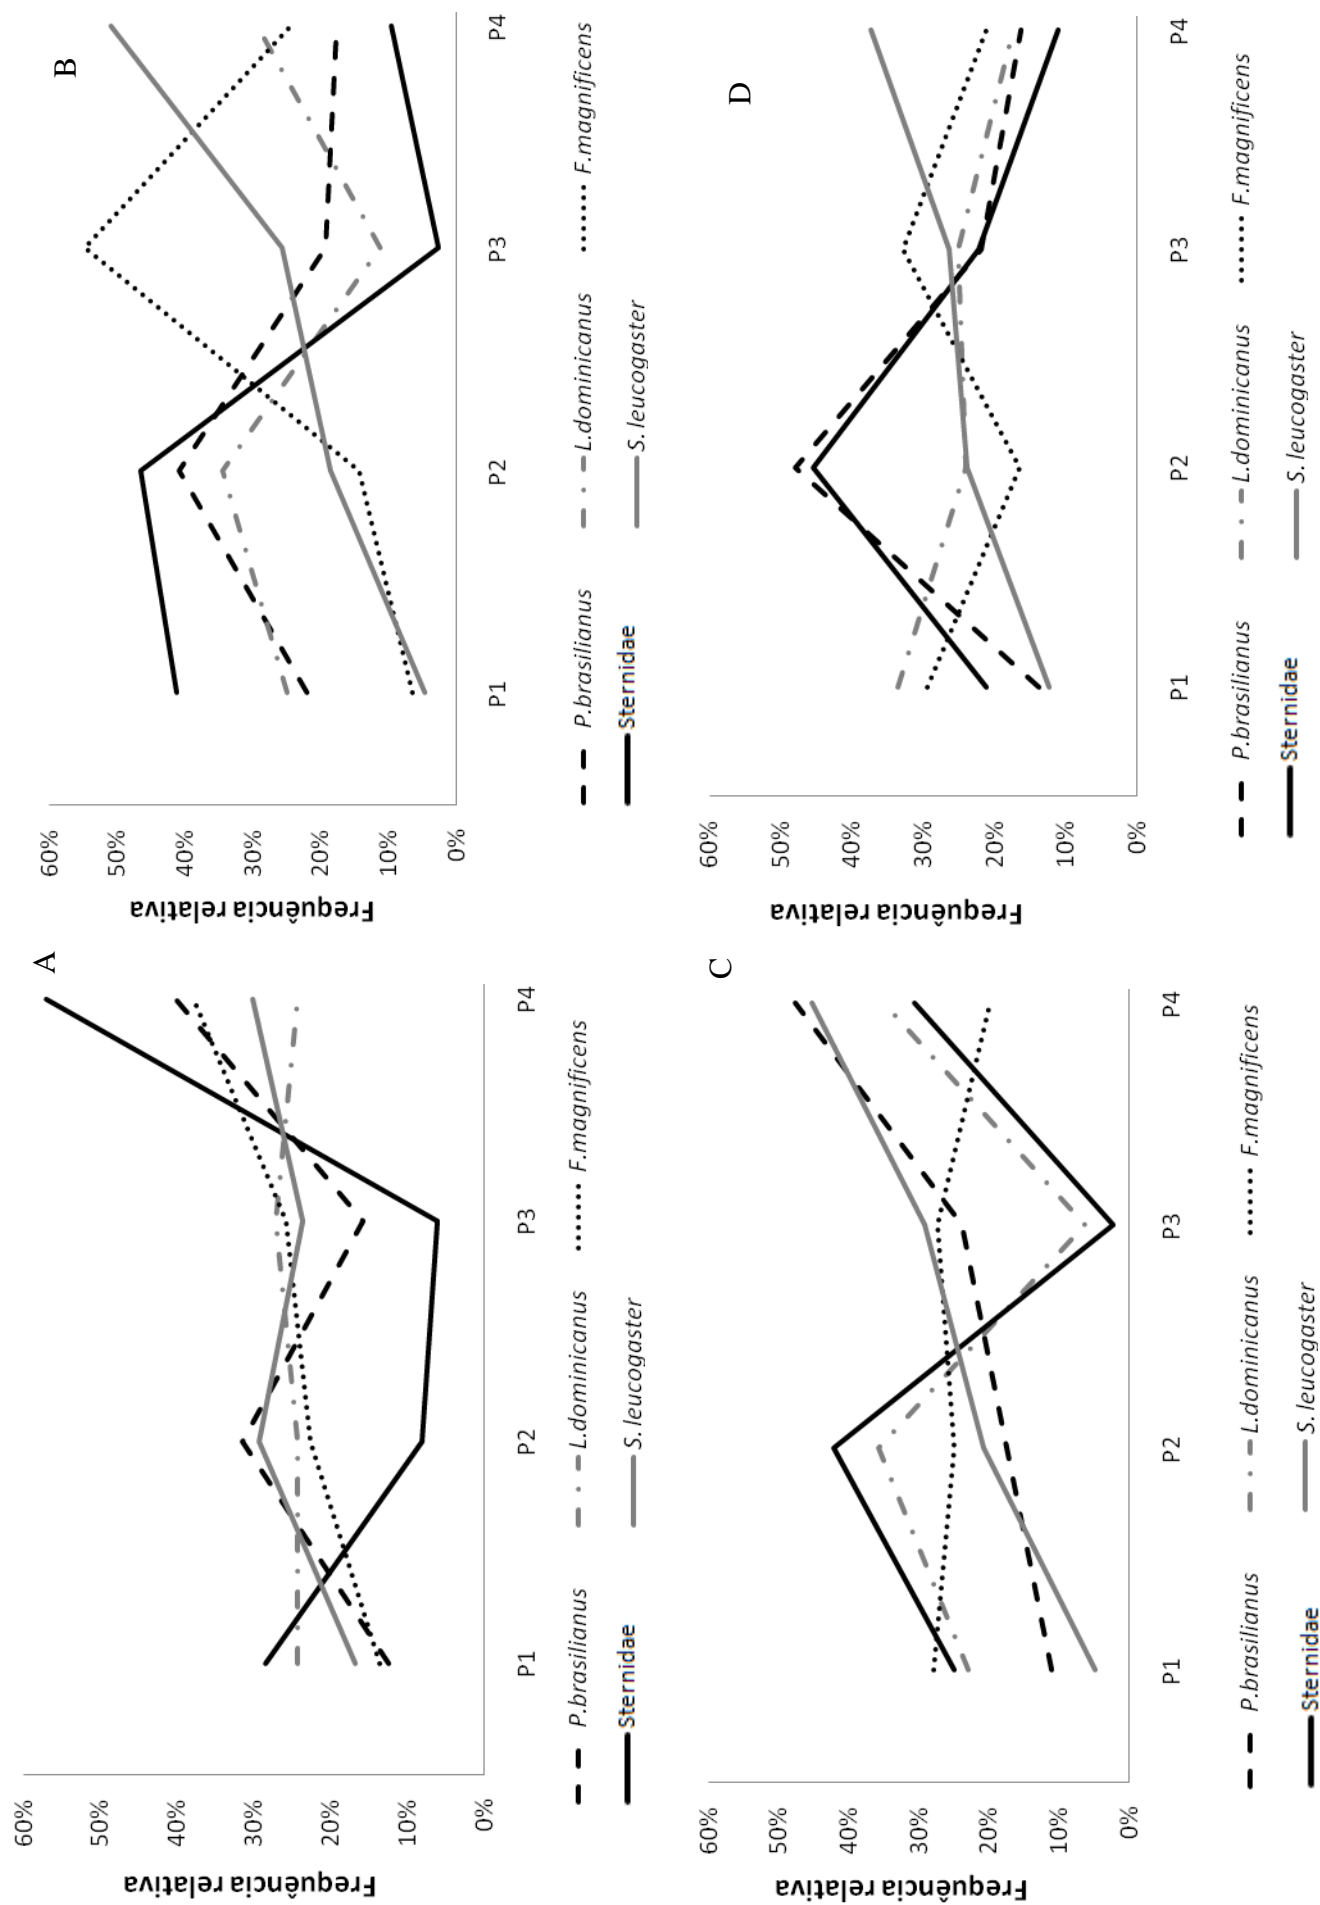 A
60%
50%
40%
30%
20%
10%
0%
Frequência relativa
P1 P2 P3 P4
P.brasilianus L.dominicanus F.magnificens
Sternidae S. leucogaster
B
60%
50%
40%
30%
20%
10%
0%
Frequência relativa
P1 P2 P3 P4
P.brasilianus L.dominicanus F.magnificens
Sternidae S. leucogaster
C
60%
50%
40%
30%
20%
10%
0%
Frequência relativa
P1 P2 P3 P4
P.brasilianus L.dominicanus F.magnificens
Sternidae S. leucogaster
D
60%
50%
40%
30%
20%
10%
0%
Frequência relativa
P1 P2 P3 P4
P.brasilianus L.dominicanus F.magnificens
Sternidae S. leucogaster